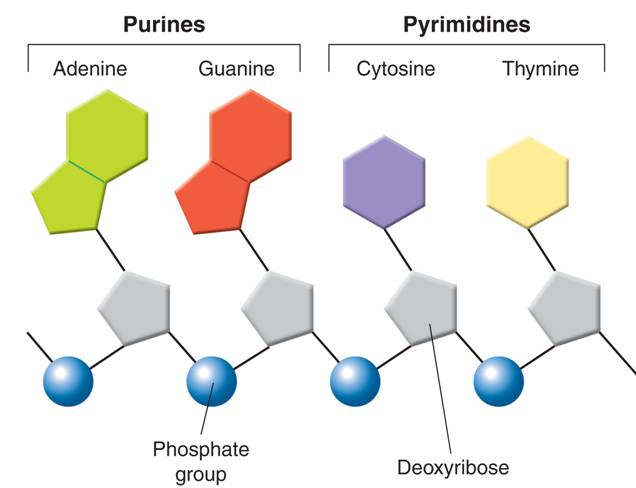 Purines
Pyrimidines
Adenine
Guanine
Cytosine
Thymine
Phosphate
group
Deoxyribose